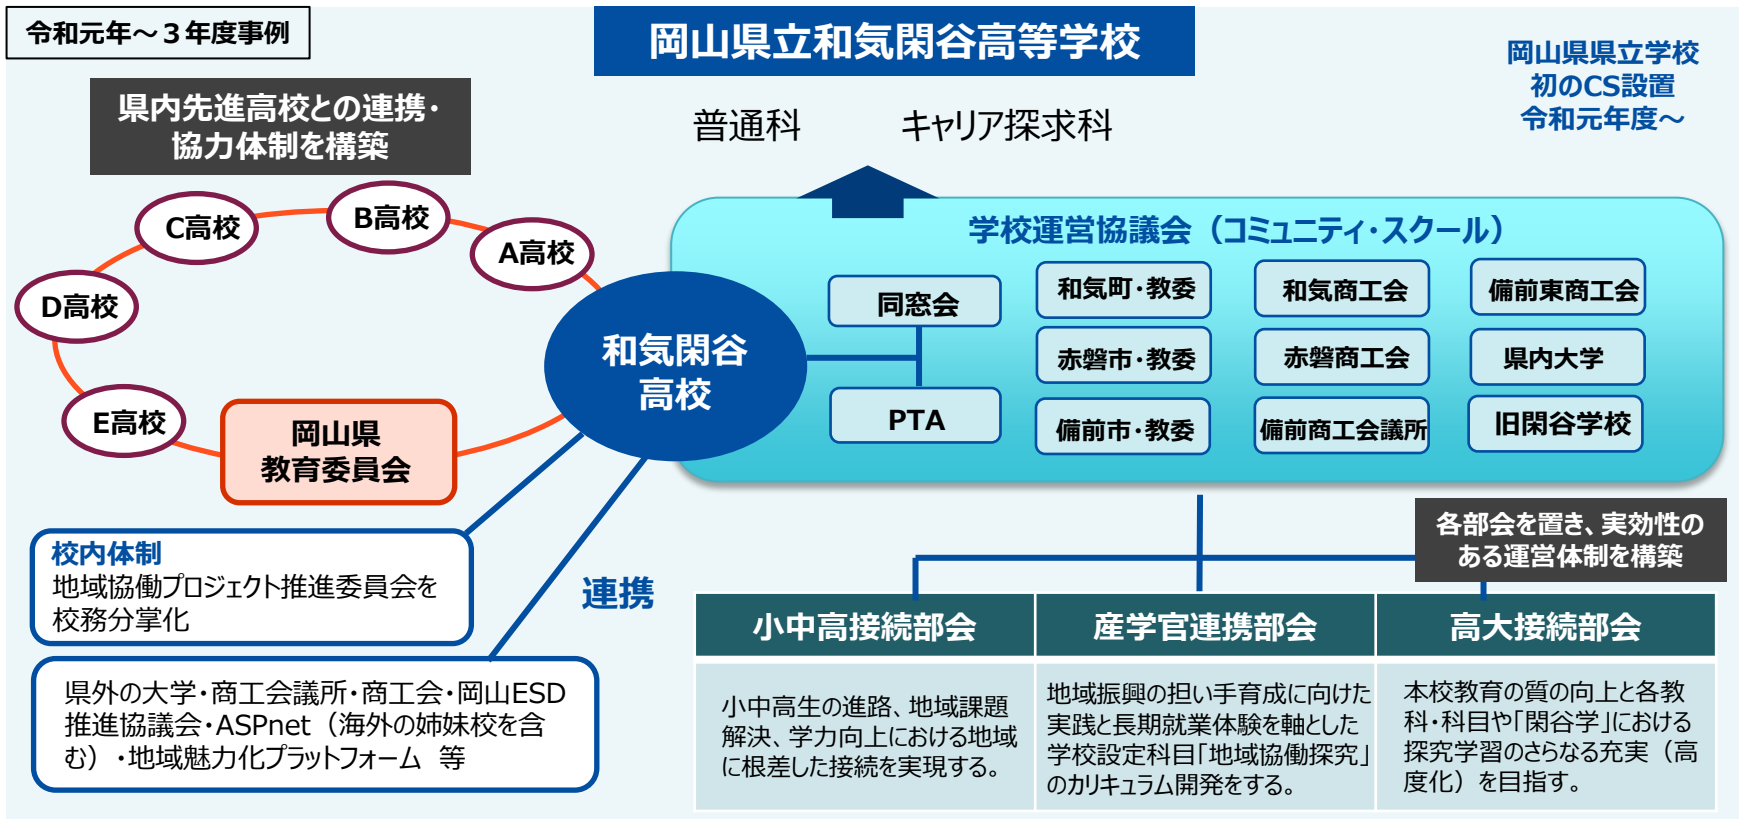 令和元年～３年度事例
岡山県立和気閑谷高等学校
岡山県県立学校
初のCS設置
令和元年度～
県内先進高校との連携・
協力体制を構築
普通科　キャリア探求科
C高校
B高校
A高校
D高校
E高校
岡山県
教育委員会
和気閑谷
高校
学校運営協議会（コミュニティ・スクール）
同窓会
PTA
和気町・教委
和気商工会
備前東商工会
赤磐市・教委
赤磐商工会
県内大学
備前市・教委
備前商工会議所
旧閑谷学校
各部会を置き、実効性の
ある運営体制を構築
校内体制
地域協働プロジェクト推進委員会を
校務分掌化
連携
県外の大学・商工会議所・商工会・岡山ESD
推進協議会・ASPnet（海外の姉妹校を含
む）・地域魅力化プラットフォーム　等
小中高接続部会
小中高生の進路、地域課題
解決、学力向上における地域
に根差した接続を実現する。
産学官連携部会
地域振興の担い手育成に向けた
実践と長期就業体験を軸とした
学校設定科目「地域協働探究」
のカリキュラム開発をする。
高大接続部会
本校教育の質の向上と各教
科・科目や「閑谷学」における
探究学習のさらなる充実（高
度化）を目指す。